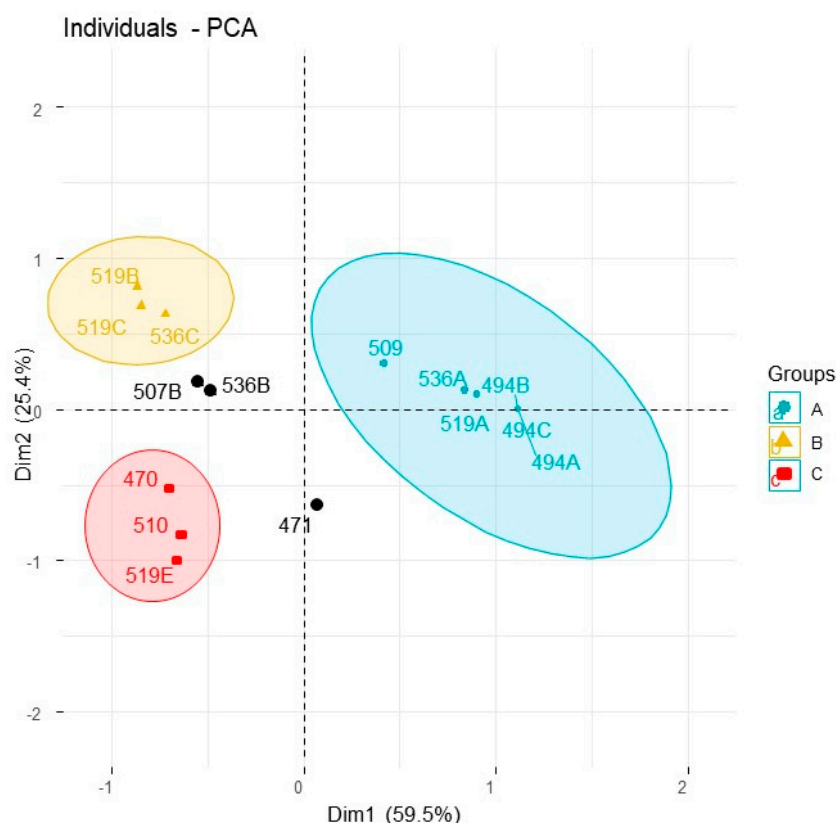 Individuals - PCA
2
1
0
-1
-2
Dim2 (25.4%)
519B
519C
536C
507B
536B
509
536A
494B
519A
494C
494A
470
510
519E
471
-1
0
1
2
Dim1 (59.5%)
Groups
a A
b B
c C